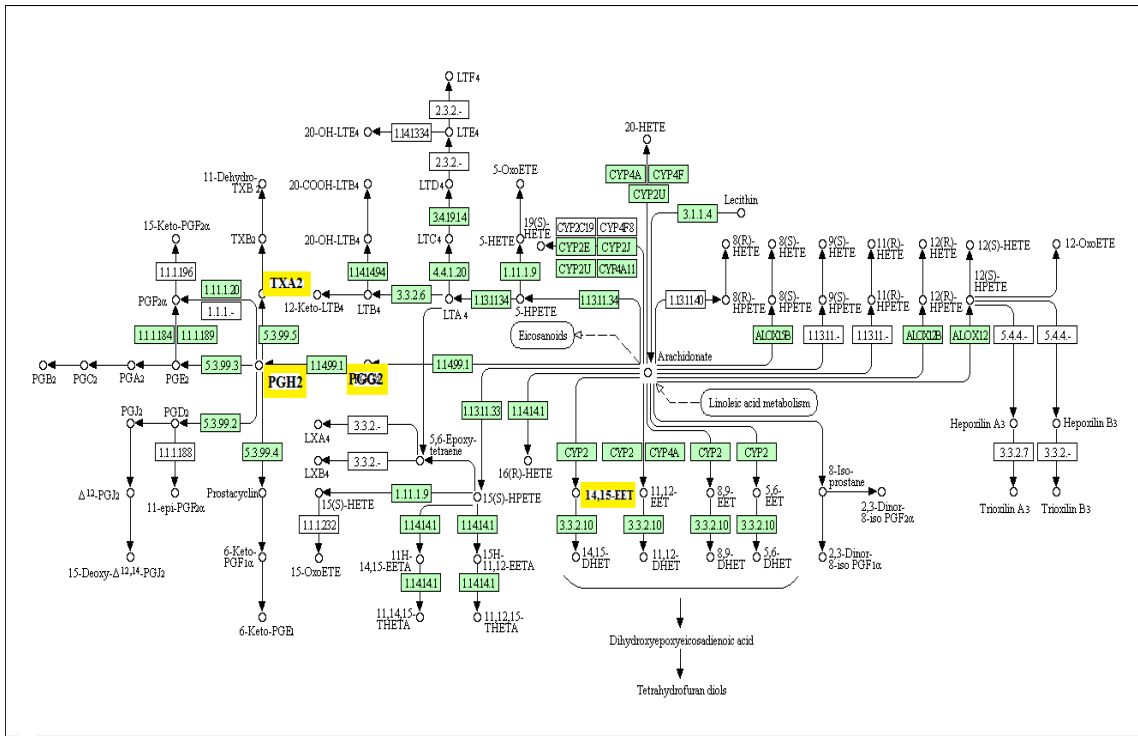 LTF4
2.3.2.-
20-OH-LTE4
1.14.13.34
LTE4
20-HETE
2.3.2.-
11-Dehydro-
TXB2
20-COOH-LTB4
LTD4
5-OxoETE
CYP4A
CYP4F
CYP2U
Lecithin
3.1.1.4
15-Keto-PGF2α
3.4.19.14
19(S)-
HETE
CYP2C19
CYP4F8
TXB2
20-OH-LTB4
LTC4
5-HETE
CYP2E
CYP2J
8(R)-
HETE
8(S)-
HETE
9(S)-
HETE
11(R)-
HETE
12(R)-
HETE
12(S)-HETE
12-OxoETE
1.1.1.196
1.14.14.94
4.4.1.20
1.11.1.9
CYP2U
CYP4A11
1.11.1.20
TXA2
12(S)-
HPETE
PGF2α
1.1.1.-
12-Keto-LTB4
LTB4
3.3.2.6
LTA4
1.13.11.34
5-HPETE
1.13.11.34
1.13.11.40
8(R)-
HPETE
8(S)-
HPETE
9(S)-
HPETE
11(R)-
HPETE
12(R)-
HPETE
1.1.1.184
1.1.1.189
5.3.99.5
Eicosanoids
ALOX15B
1.13.11.-
1.13.11.-
ALOX12B
ALOX12
5.4.4.-
5.4.4.-
5.3.99.3
1.14.99.1
1.14.99.1
Arachidonate
PGB2
PGC2
PGA2
PGE2
PGH2
PGG2
Linoleic acid metabolism
PGJ2
PGD2
5.3.99.2
1.13.11.33
1.14.14.1
LXA4
3.3.2.-
Hepoxilin A3
Hepoxilin B3
1.1.1.188
5.3.99.4
5,6-Epoxy-
tetraene
CYP2
CYP2
CYP4A
CYP2
CYP2
3.3.2.7
3.3.2.-
LXB4
3.3.2.-
16(R)-HETE
8-Iso-
prostane
Δ12-PGJ2
11-epi-PGF2α
Prostacyclin
15(S)-HETE
1.11.1.9
15(S)-HPETE
14,15-EET
11,12-
EET
8,9-
EET
5,6-
EET
2,3-Dinor-
8-iso PGF2α
Trioxilin A3
Trioxilin B3
1.1.1.232
1.14.14.1
1.14.14.1
3.3.2.10
3.3.2.10
3.3.2.10
3.3.2.10
6-Keto-
PGF1α
15-Deoxy-Δ12,14-PGJ2
15-OxoETE
11H-
14,15-EETA
15H-
11,12-EETA
14,15-
DHET
11,12-
DHET
8,9-
DHET
5,6-
DHET
2,3-Dinor-
8-iso PGF1α
1.14.14.1
1.14.14.1
6-Keto-PGE1
11,14,15-
THETA
11,12,15-
THETA
Dihydroxyepoxyeicosadienoic acid
Tetrahydrofuran diols